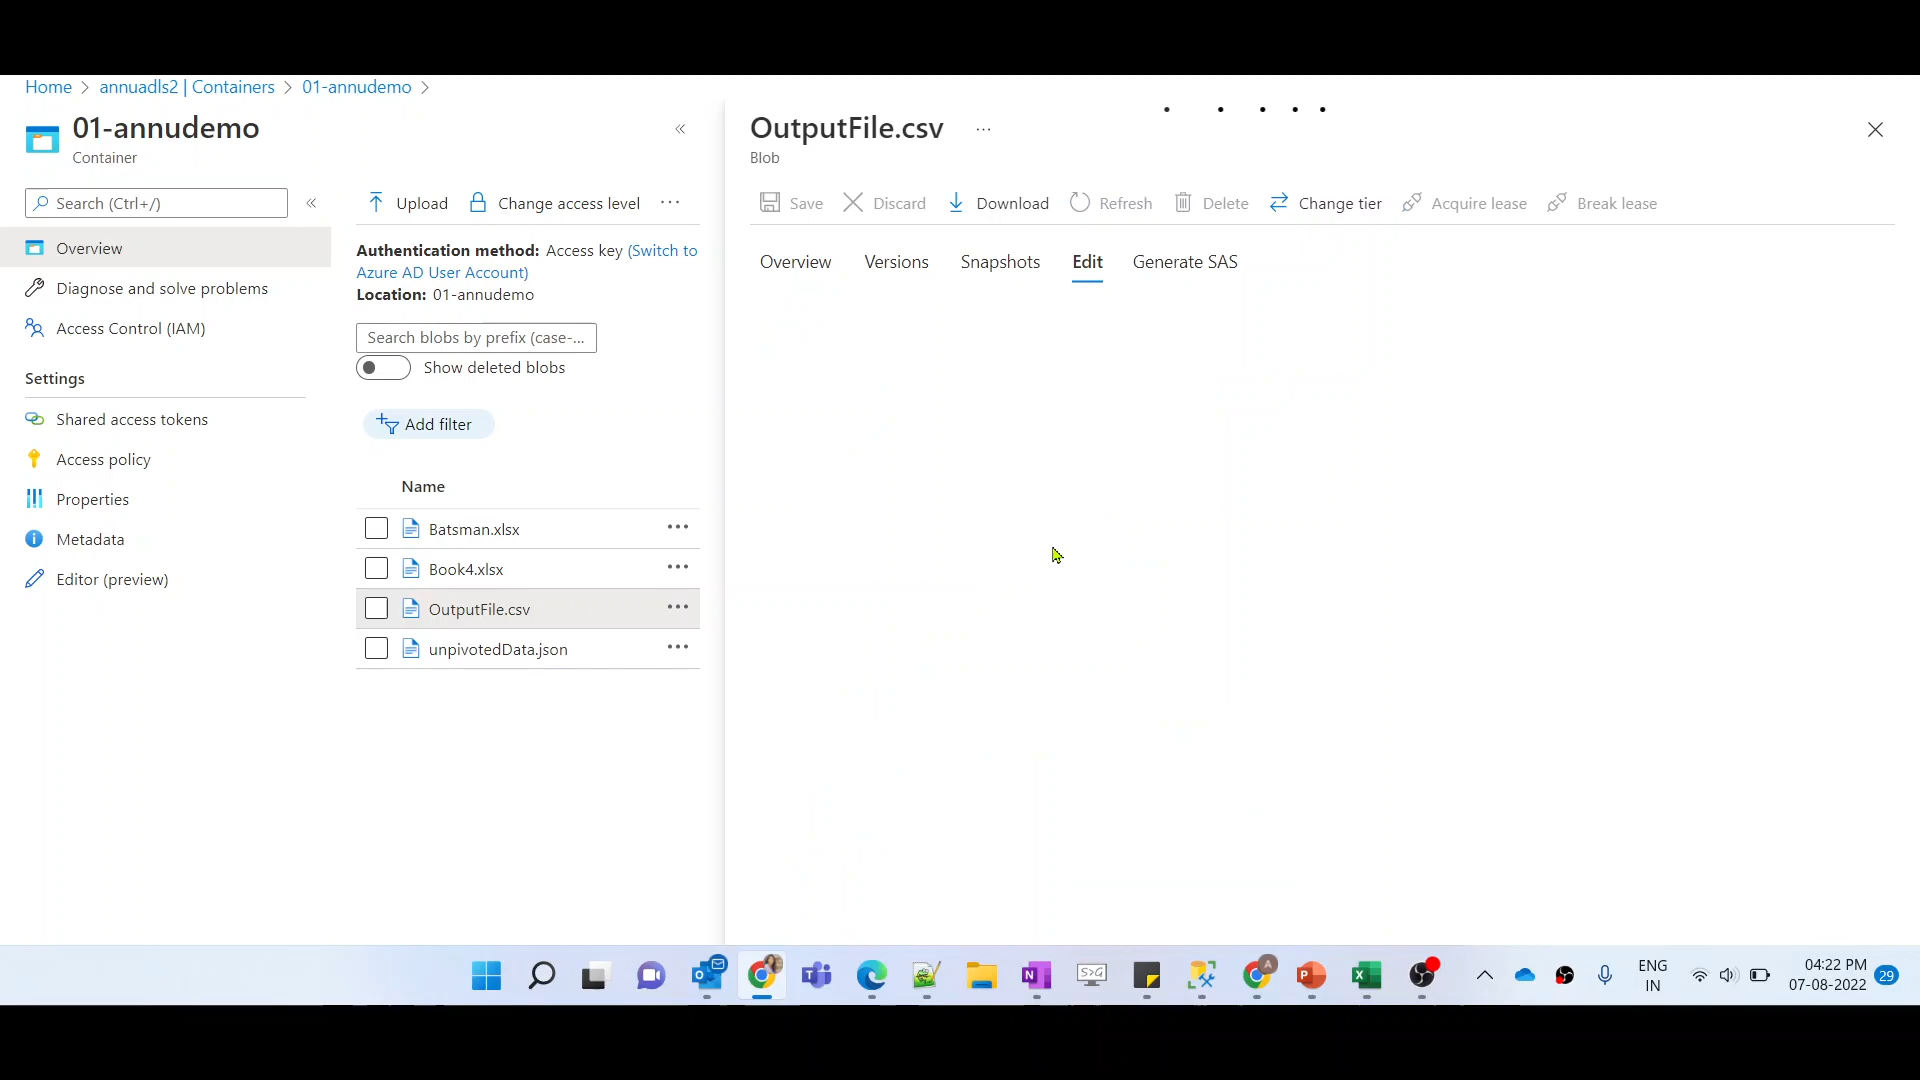 Home > annuadls2 | Containers > 01-annudemo >
01-annudemo
Container
Search (Ctrl+/)
Overview
Diagnose and solve problems
Access Control (IAM)
Settings
Shared access tokens
Access policy
Properties
Metadata
Editor (preview)
Upload Change access level ...
Authentication method: Access key (Switch to
Azure AD User Account)
Location: 01-annudemo
Search blobs by prefix (case-...
Show deleted blobs
Add filter
Name
Batsman.xlsx
Book4.xlsx
OutputFile.csv
unpivotedData.json
OutputFile.csv ...
Blob
Save Discard Download Refresh Delete Change tier Acquire lease Break lease
Overview Versions Snapshots Edit Generate SAS
ENG
IN
04:22 PM
07-08-2022
29